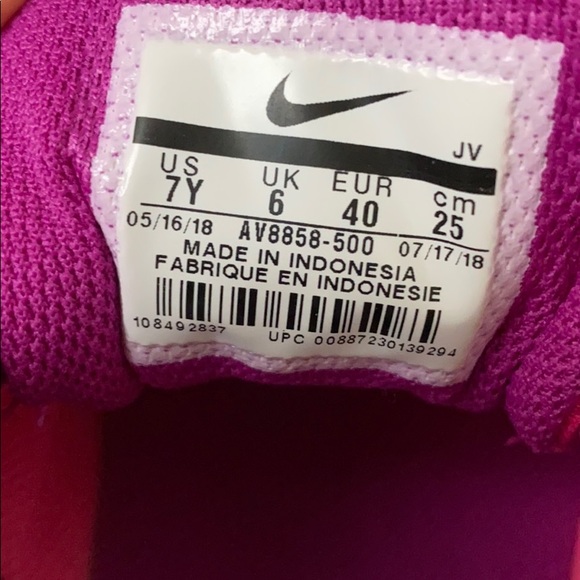 JV
US UK EUR cm
7Y 6 40 25
05/16/18 AV8858-500 07/17/18
MADE IN INDONESIA
FABRIQUE EN INDONESIE
108492837 UPC 00887230139294